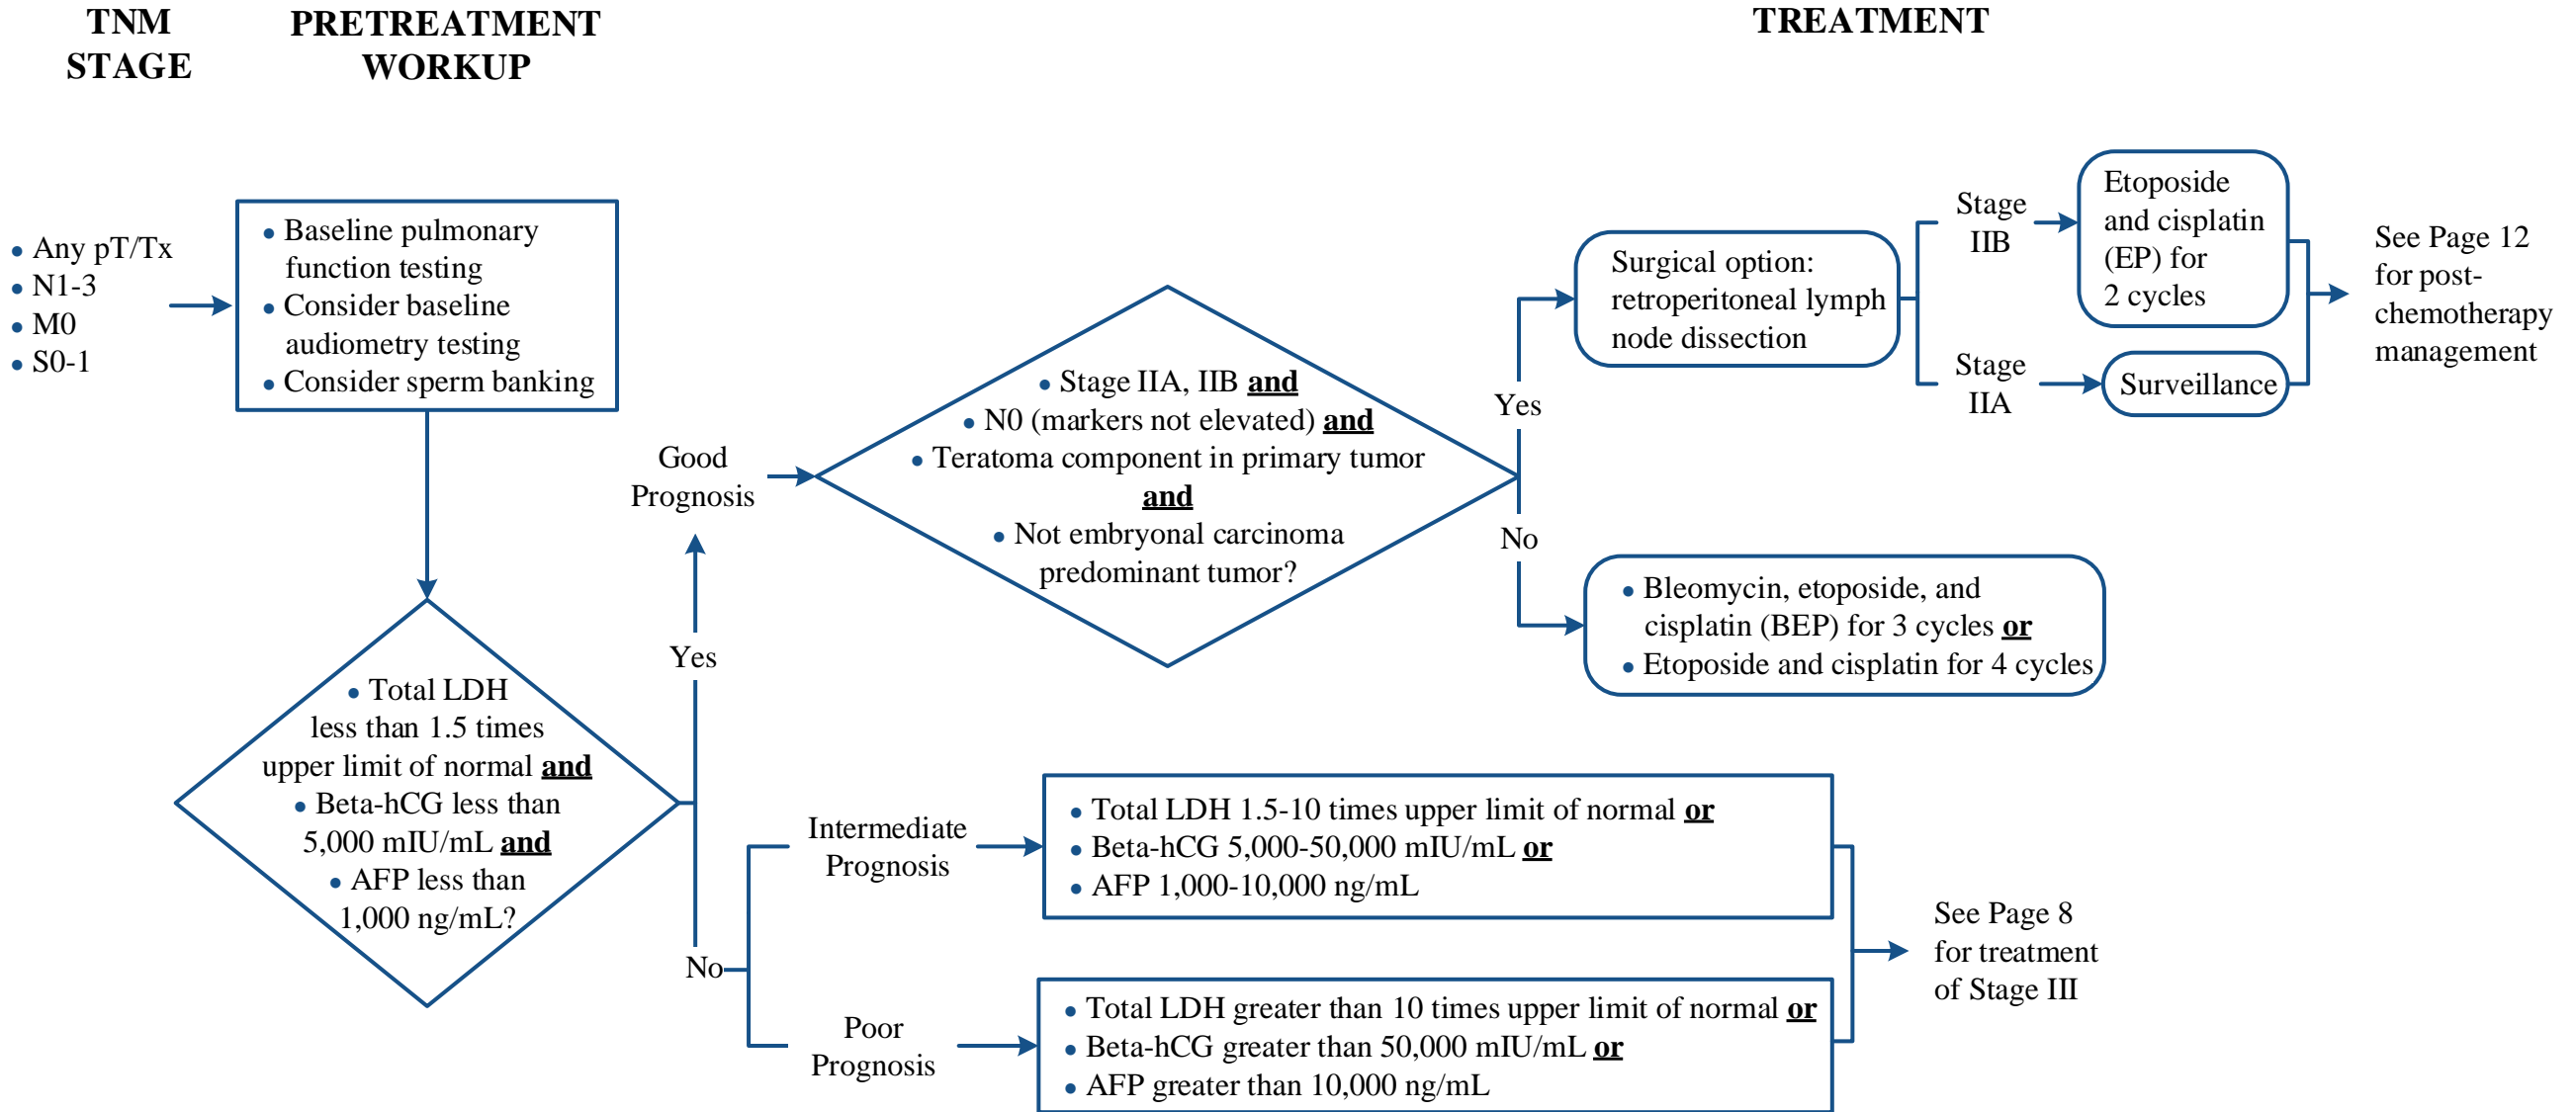 TNM
STAGE
PRETREATMENT
WORKUP
TREATMENT
• Any pT/Tx
• N1-3
• M0
• S0-1
• Baseline pulmonary
function testing
• Consider baseline
audiometry testing
• Consider sperm banking
• Total LDH
less than 1.5 times
upper limit of normal and
• Beta-hCG less than
5,000 mIU/mL and
• AFP less than
1,000 ng/mL?
Yes
Good
Prognosis
• Stage IIA, IIB and
• N0 (markers not elevated) and
• Teratoma component in primary tumor
and
• Not embryonal carcinoma
predominant tumor?
Yes
Surgical option:
retroperitoneal lymph
node dissection
Stage
IIB
Etoposide
and cisplatin
(EP) for
2 cycles
Stage
IIA
Surveillance
See Page 12
for post-
chemotherapy
management
No
• Bleomycin, etoposide, and
cisplatin (BEP) for 3 cycles or
• Etoposide and cisplatin for 4 cycles
No
Intermediate
Prognosis
• Total LDH 1.5-10 times upper limit of normal or
• Beta-hCG 5,000-50,000 mIU/mL or
• AFP 1,000-10,000 ng/mL
Poor
Prognosis
• Total LDH greater than 10 times upper limit of normal or
• Beta-hCG greater than 50,000 mIU/mL or
• AFP greater than 10,000 ng/mL
See Page 8
for treatment
of Stage III